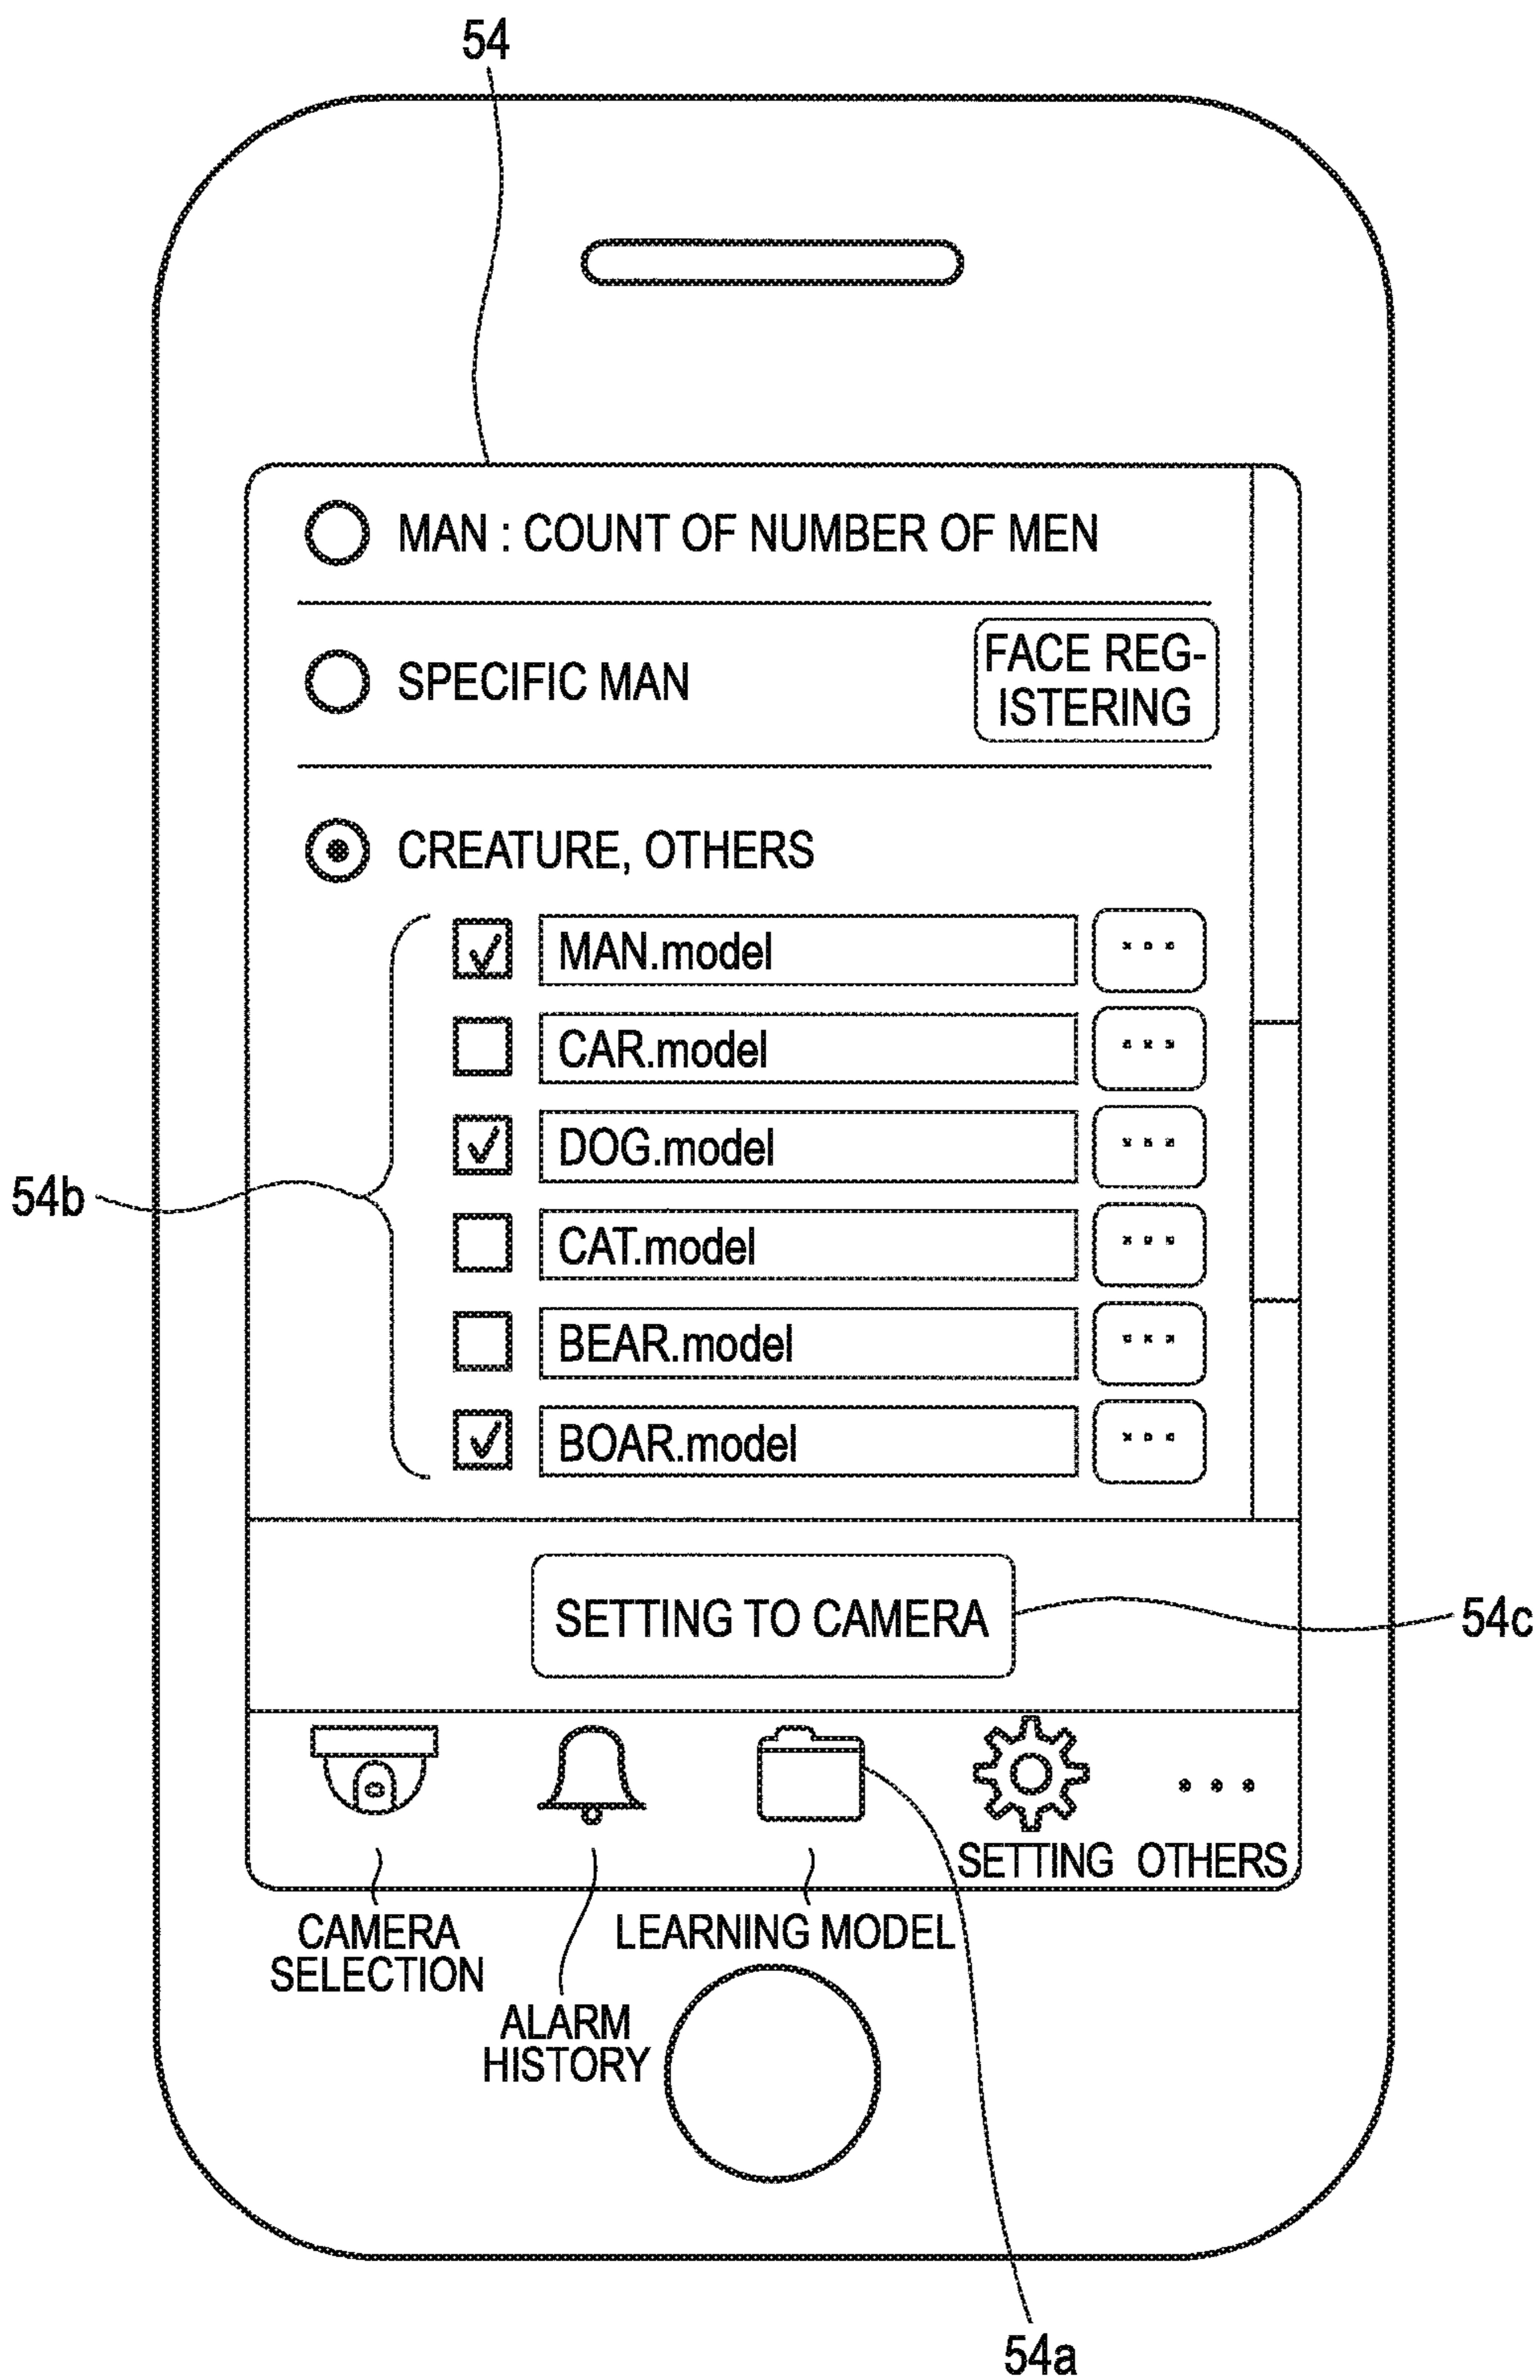 54
MAN : COUNT OF NUMBER OF MEN
SPECIFIC MAN
FACE REG-
ISTERING
CREATURE, OTHERS
MAN.model
CAR.model
DOG.model
54b
CAT.model
BEAR.model
BOAR.model
SETTING TO CAMERA
54c
SETTING OTHERS
CAMERA
SELECTION
LEARNING MODEL
ALARM
HISTORY
54a